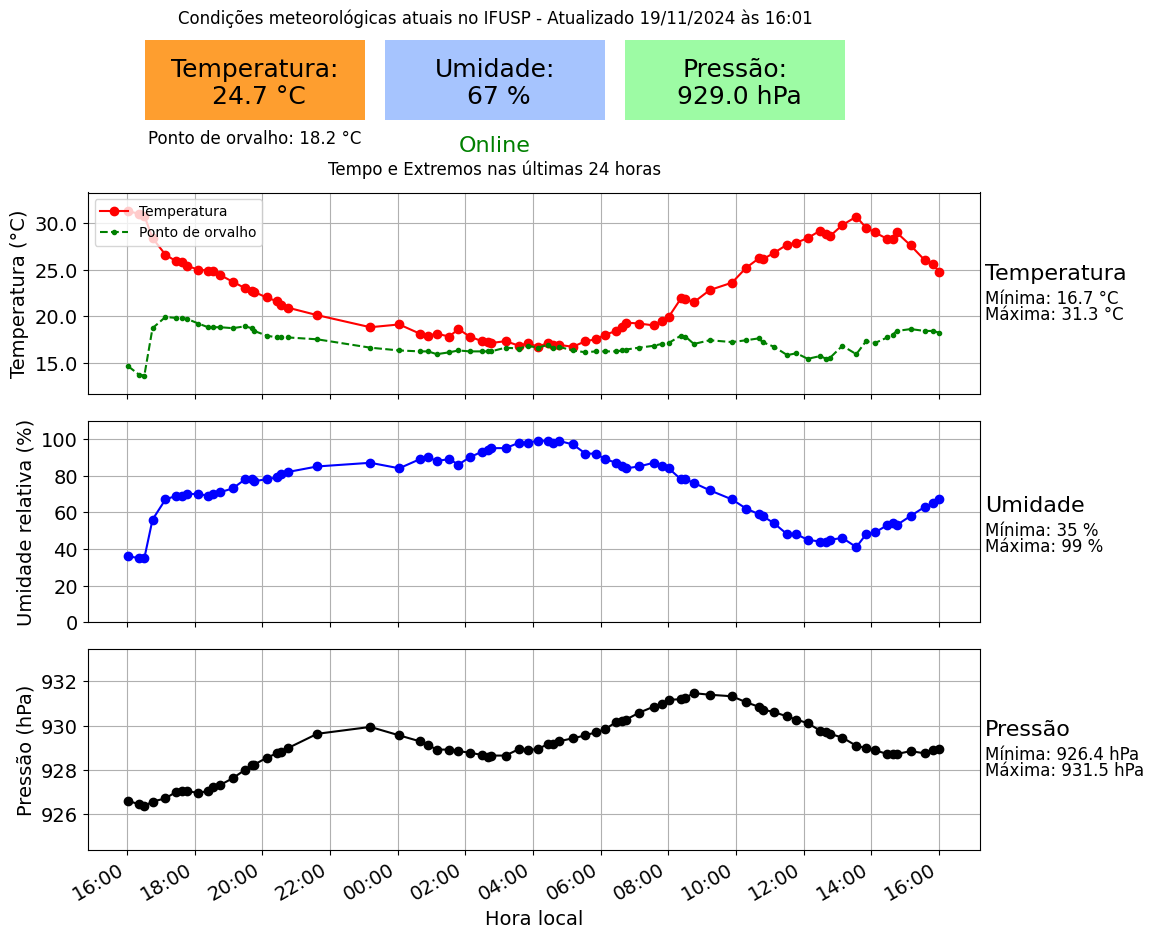 Condições meteorológicas atuais no IFUSP - Atualizado 19/11/2024 às 16:01
Temperatura:
24.7 °C
Umidade:
67 %
Pressão:
929.0 hPa
Ponto de orvalho: 18.2 °C
Online
Tempo e Extremos nas últimas 24 horas
Temperatura (°C)
30.0
25.0
20.0
15.0
Temperatura
Ponto de orvalho
Temperatura
Mínima: 16.7 °C
Máxima: 31.3 °C
Umidade relativa (%)
100
80
60
40
20
0
Umidade
Mínima: 35 %
Máxima: 99 %
Pressão (hPa)
932
930
928
926
Pressão
Mínima: 926.4 hPa
Máxima: 931.5 hPa
16:00 18:00 20:00 22:00 00:00 02:00 04:00 06:00 08:00 10:00 12:00 14:00 16:00
Hora local